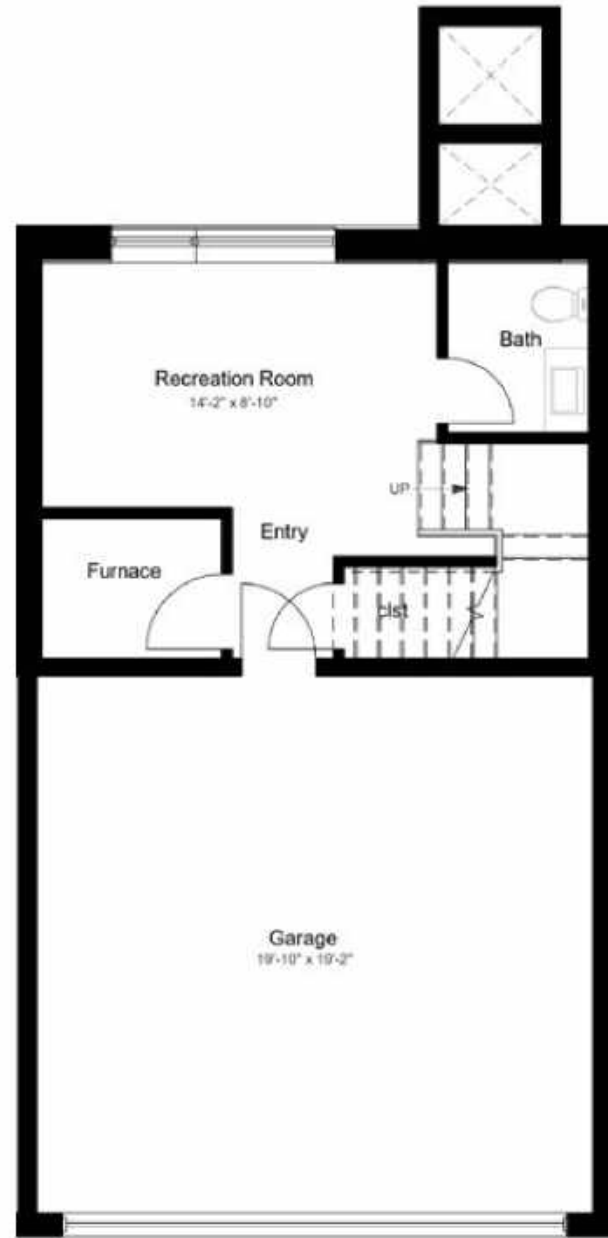 Bath
Recreation Room
14'-2" x 8'-10"
UP
Entry
Furnace
clst
Garage
19'-10" x 19'-2"